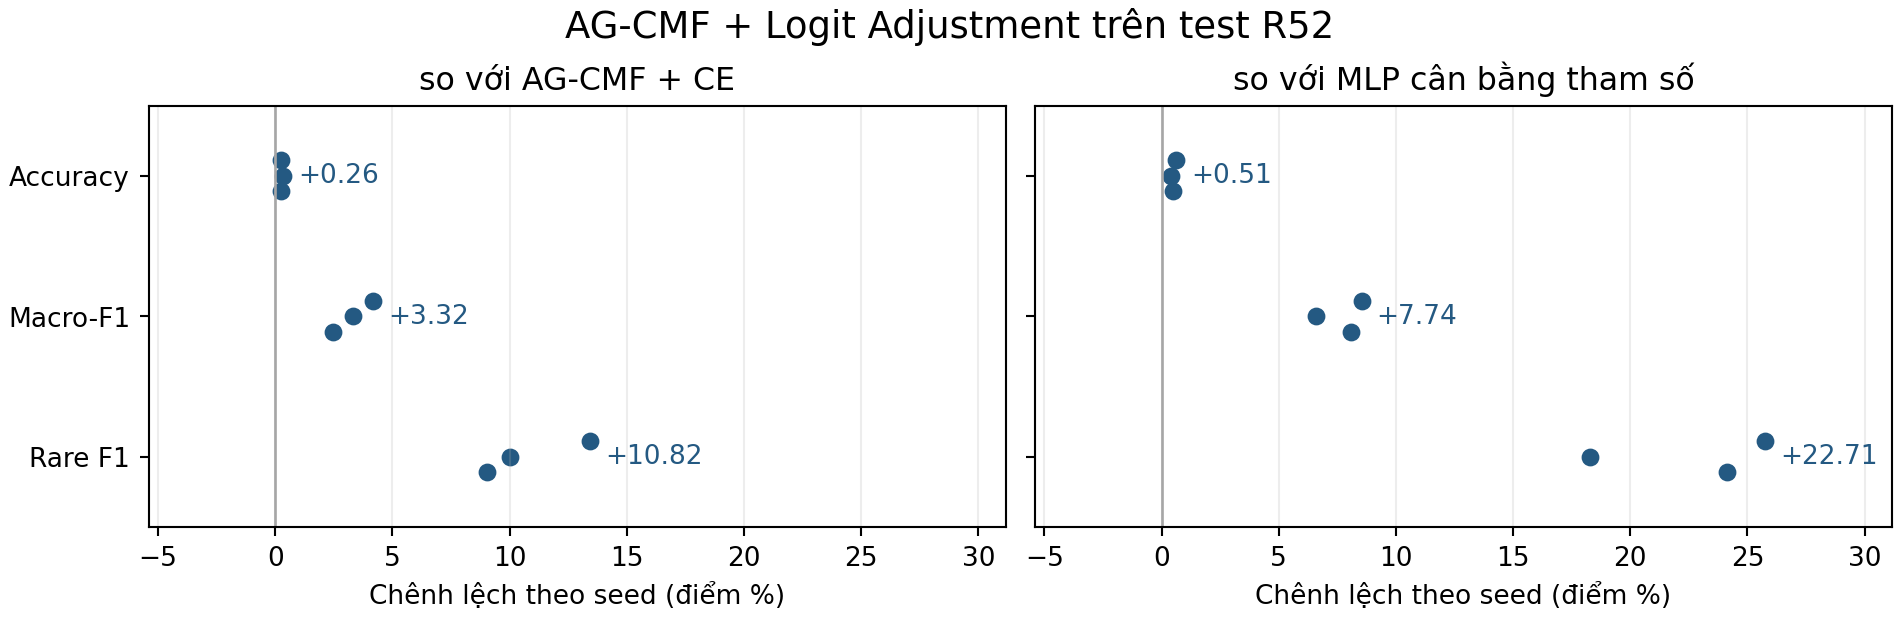 AG-CMF + Logit Adjustment trên test R52
so với AG-CMF + CE
Accuracy
+0.26
Macro-F1
+3.32
Rare F1
+10.82
−5 0 5 10 15 20 25 30
Chênh lệch theo seed (điểm %)
so với MLP cân bằng tham số
+0.51
+7.74
+22.71
−5 0 5 10 15 20 25 30
Chênh lệch theo seed (điểm %)